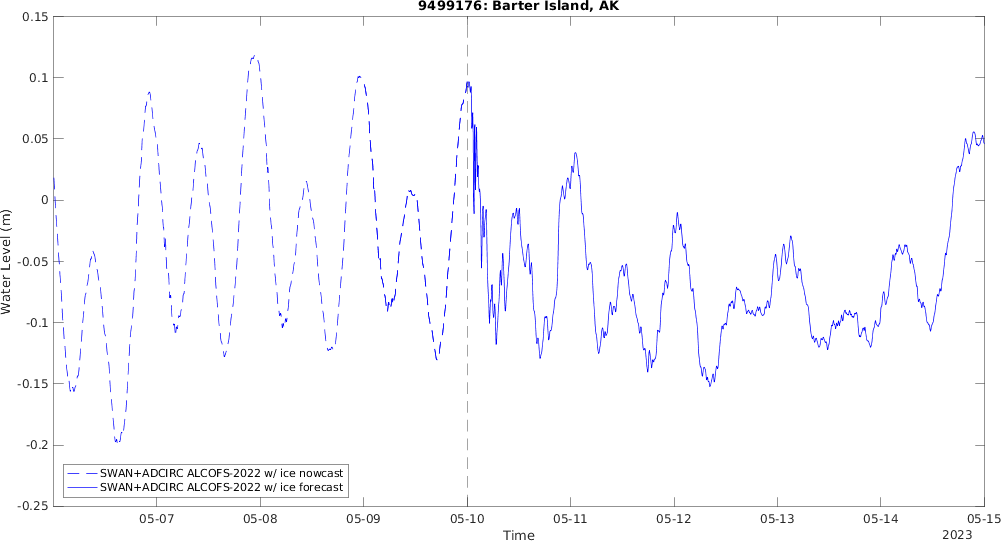 9499176: Barter Island, AK
0.15
0.1
0.05
0
-0.05
-0.1
-0.15
-0.2
-0.25
Water Level (m)
SWAN+ADCIRC ALCOFS-2022 w/ ice nowcast
SWAN+ADCIRC ALCOFS-2022 w/ ice forecast
05-07 05-08 05-09 05-10 05-11 05-12 05-13 05-14 05-15
Time
2023